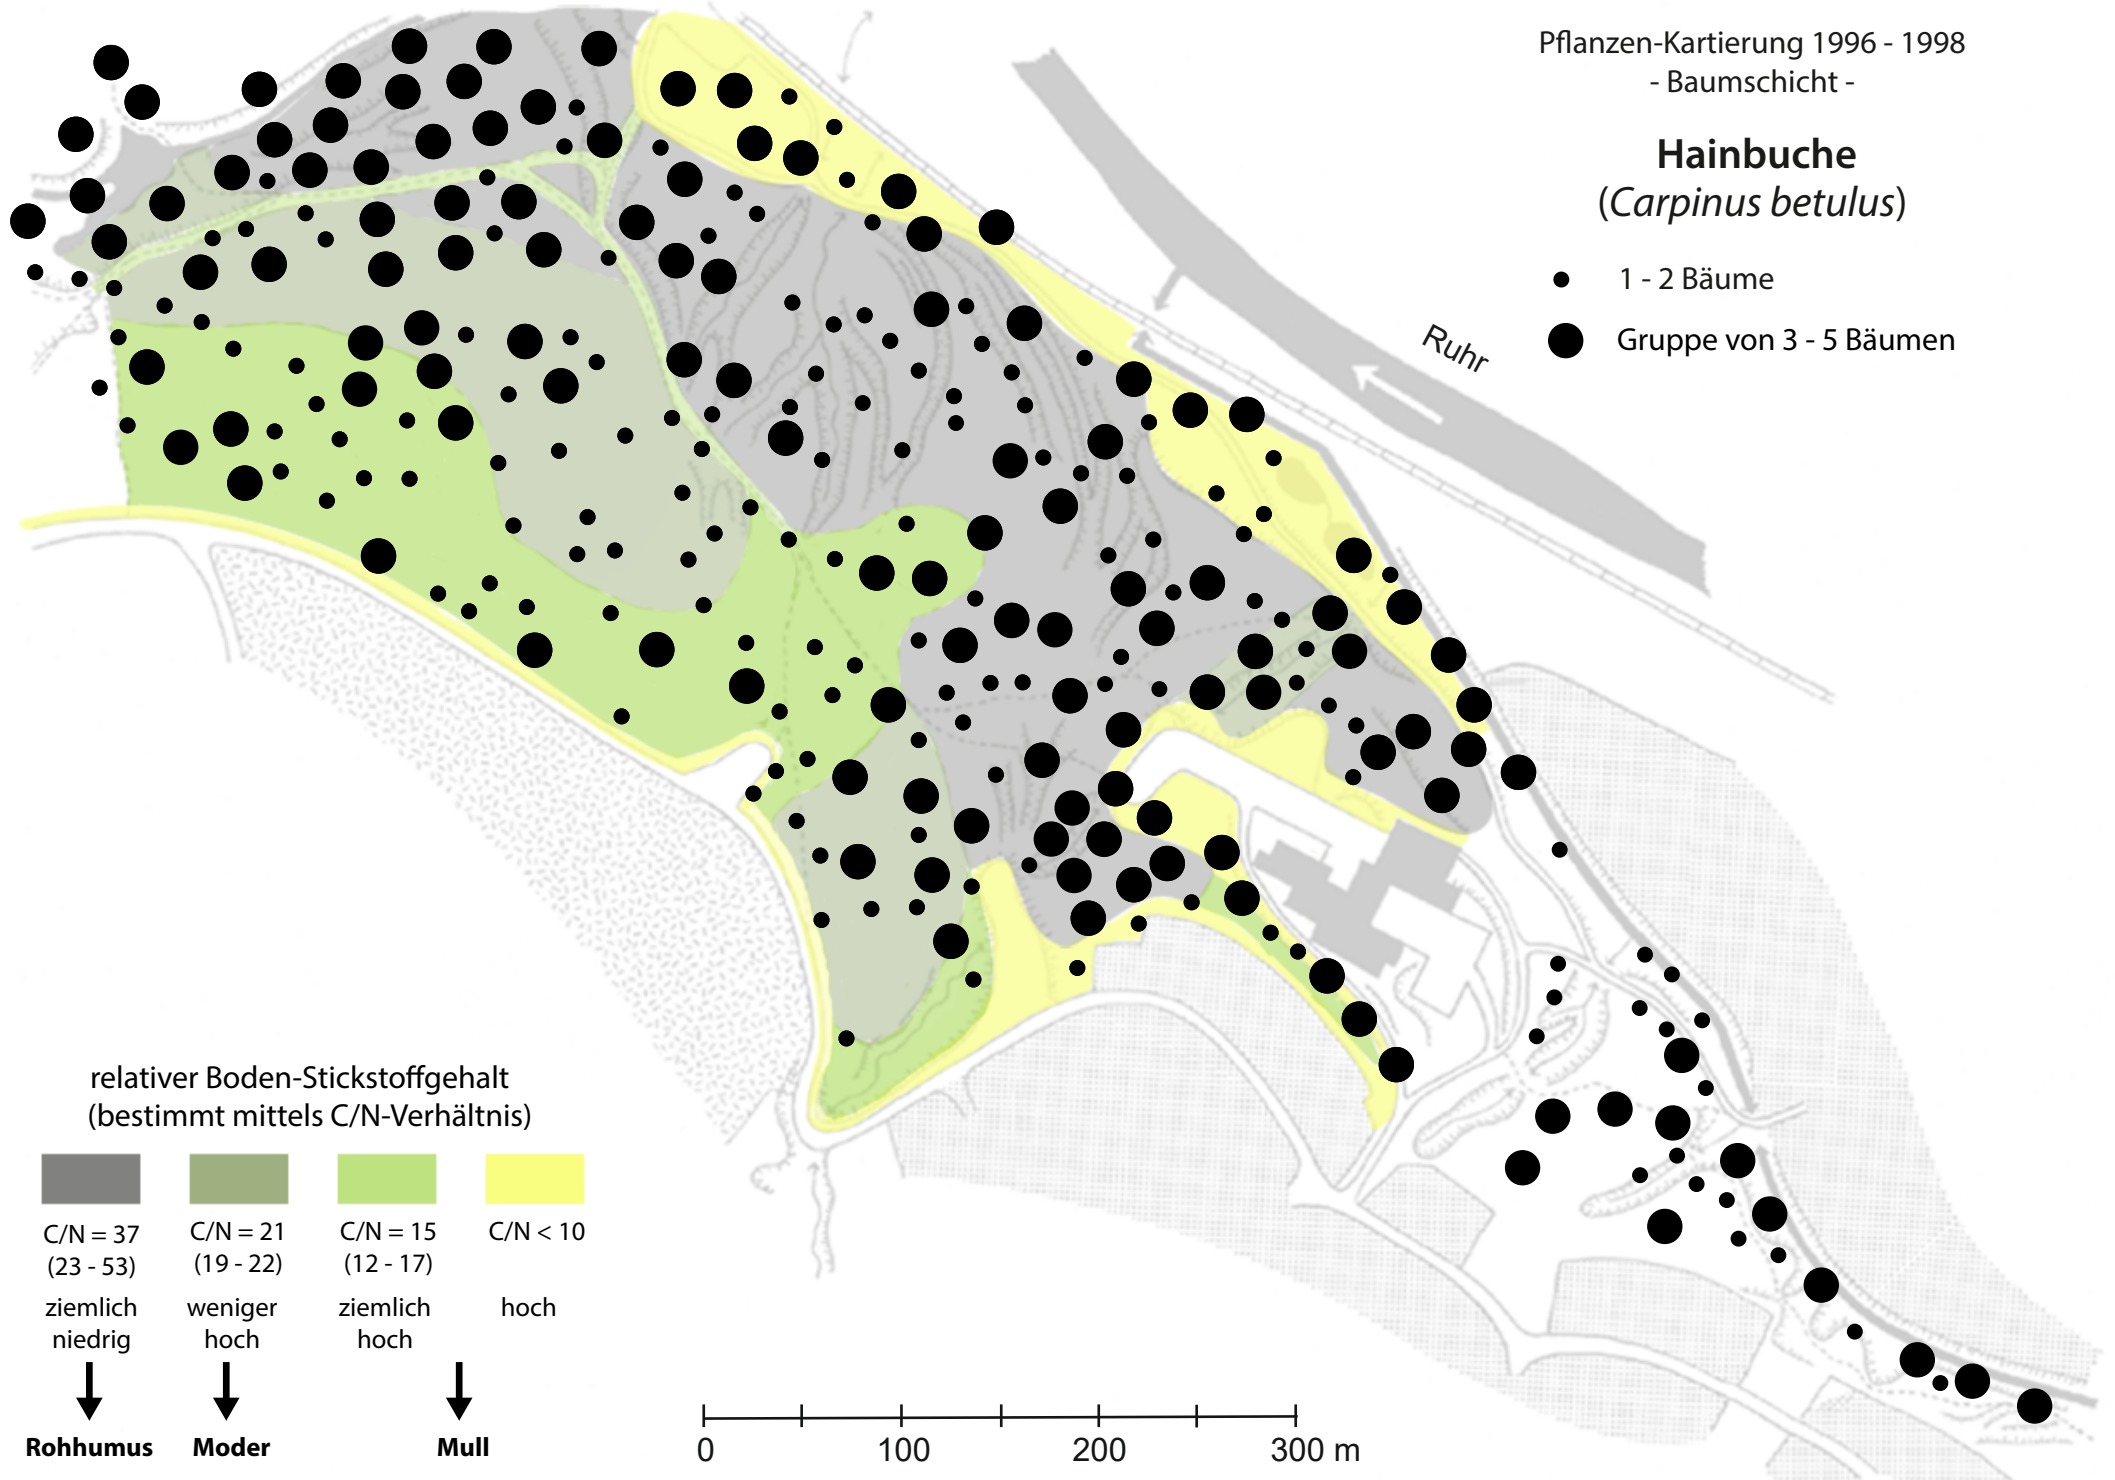 Pflanzen-Kartierung 1996 - 1998
- Baumschicht -
Hainbuche
(Carpinus betulus)
1 - 2 Bäume
Gruppe von 3 - 5 Bäumen
Ruhr
relativer Boden-Stickstoffgehalt
(bestimmt mittels C/N-Verhältnis)
C/N = 37 C/N = 21 C/N = 15 C/N < 10
(23 - 53) (19 - 22) (12 - 17)
ziemlich weniger ziemlich hoch
niedrig hoch hoch
Rohhumus Moder Mull
0 100 200 300 m